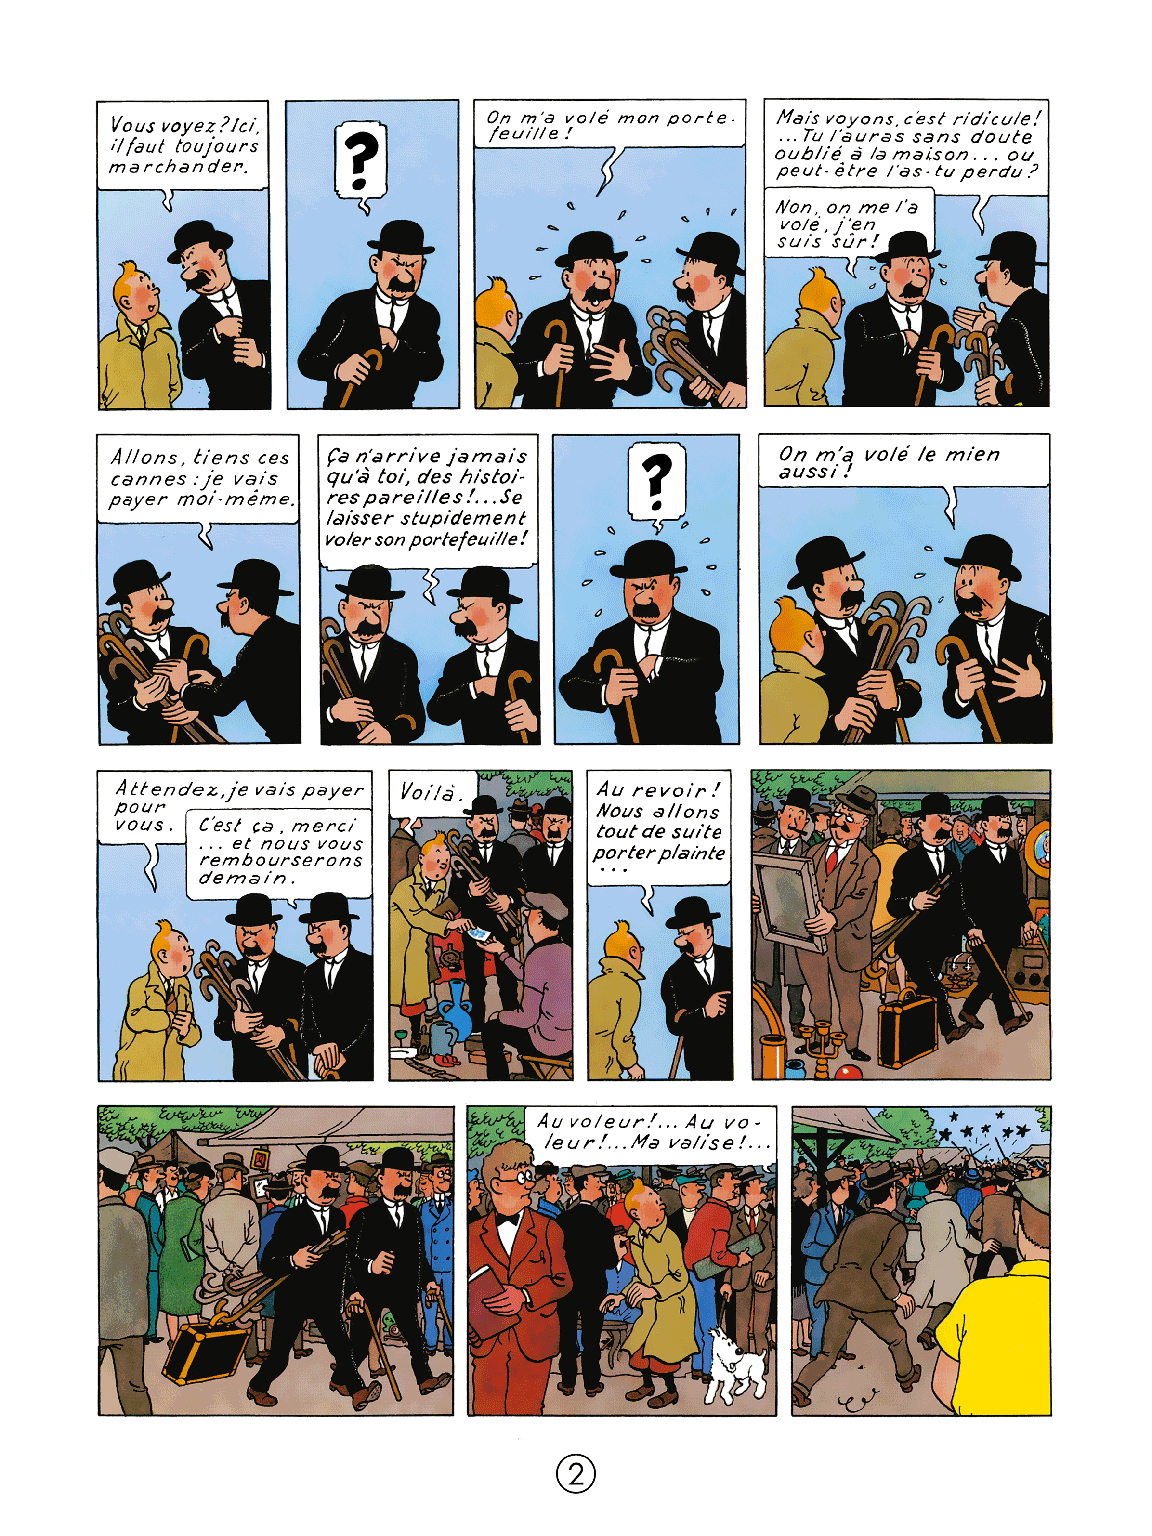 Vous voyez? Ici,
il faut toujours
marchander.
?
On m'a volé mon porte-
feuille!
Mais voyons, c'est ridicule!
...Tu l'auras sans doute
oublié à la maison... ou
peut-être l'as-tu perdu?
Non, on me l'a
volé, j'en
suis sûr!
Allons, tiens ces
cannes : je vais
payer moi-même.
Ça n'arrive jamais
qu'à toi, des histoi-
res pareilles!...Se
laisser stupidement
voler son portefeuille!
?
On m'a volé le mien
aussi!
Attendez, je vais payer
pour
vous.
C'est ça, merci
... et nous vous
rembourserons
demain.
Voilà.
Au revoir!
Nous allons
tout de suite
porter plainte
...
Au voleur!... Au vo-
leur!...Ma valise!...
2